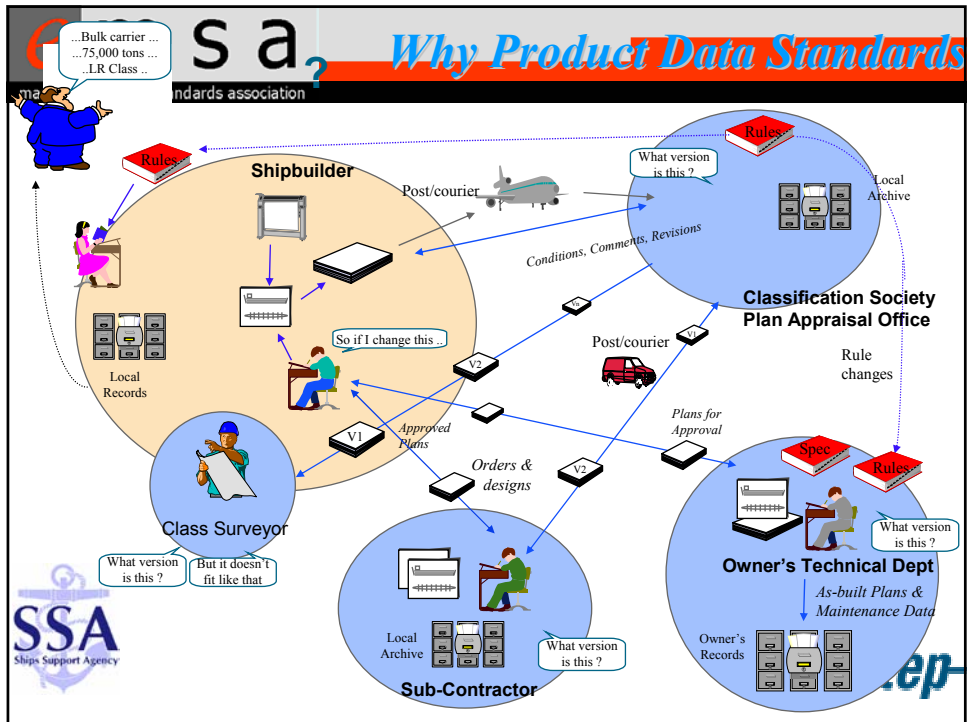 emsa
Why Product Data Standards
?
ma
ndards association
...Bulk carrier ...
...75,000 tons ...
..LR Class ..
Rules
Shipbuilder
Post/courier
What version
is this ?
Rules
Local
Archive
Conditions, Comments, Revisions
Classification Society
Plan Appraisal Office
Rule
changes
Local
Records
So if I change this ..
Vn
V1
Post/courier
V2
V1
Approved
Plans
Orders &
designs
V2
Plans for
Approval
Spec
Rules
Class Surveyor
What version
is this ?
But it doesn't
fit like that
What version
is this ?
Owner's Technical Dept
As-built Plans &
Maintenance Data
Owner's
Records
Local
Archive
What version
is this ?
Sub-Contractor
SSA
Ships Support Agency
ep-